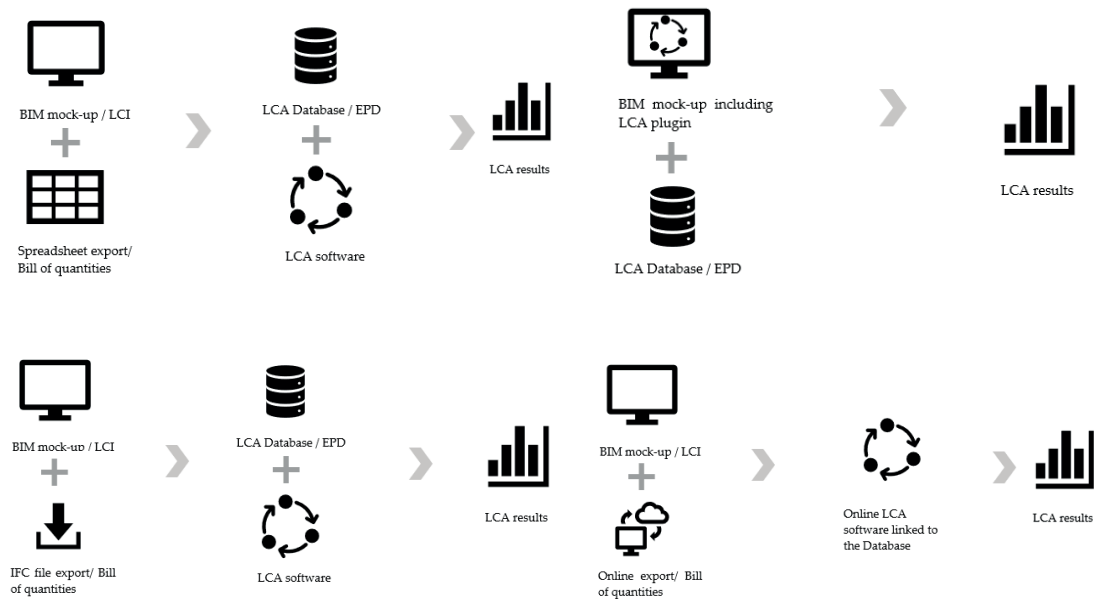 BIM mock-up / LCI
Spreadsheet export/
Bill of quantities
LCA Database / EPD
LCA software
LCA results
BIM mock-up including
LCA plugin
LCA Database / EPD
LCA results
BIM mock-up / LCI
IFC file export/ Bill
of quantities
LCA Database / EPD
LCA software
LCA results
BIM mock-up / LCI
Online export/ Bill
of quantities
Online LCA
software linked to
the Database
LCA results